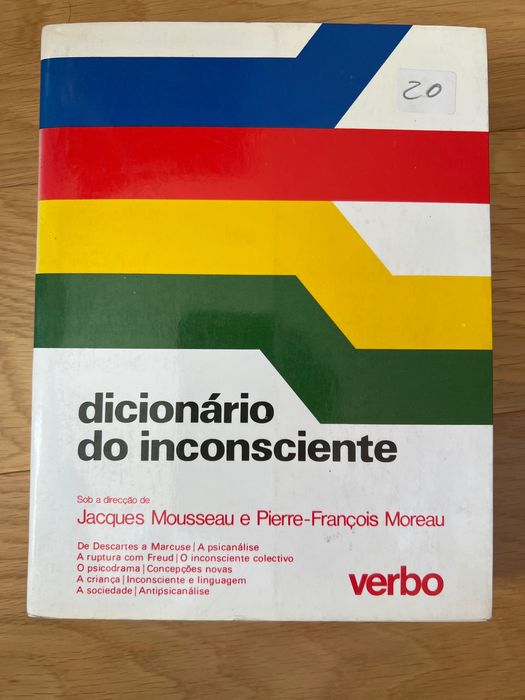 20
dicionário
do inconsciente
Sob a direcção de
Jacques Mousseau e Pierre-François Moreau
De Descartes a Marcuse | A psicanálise
A ruptura com Freud | O inconsciente colectivo
O psicodrama | Concepções novas
A criança | Inconsciente e linguagem
A sociedade | Antipsicanálise
verbo